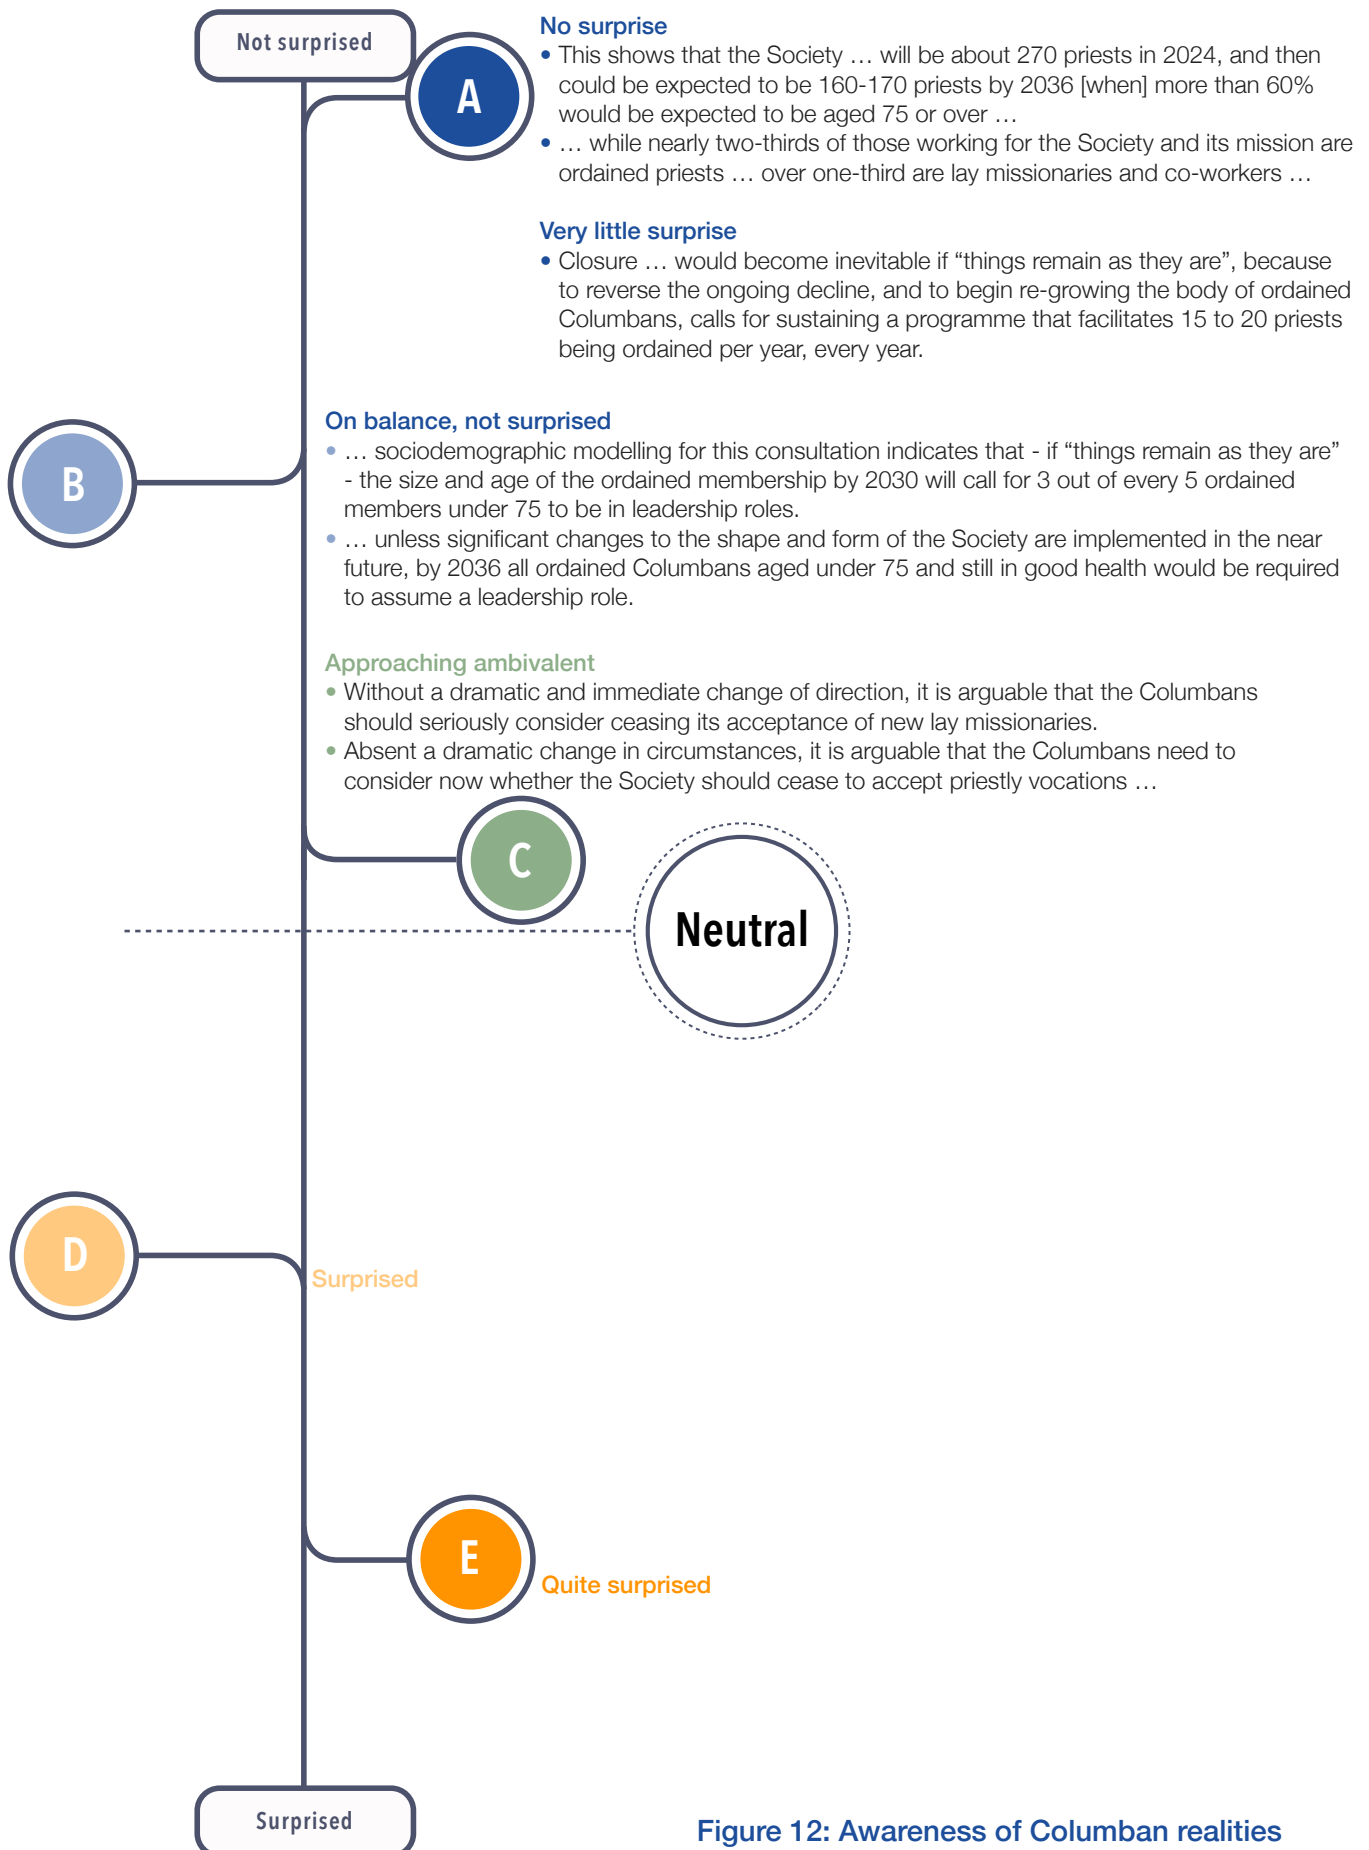 Not surprised
A
No surprise
• This shows that the Society … will be about 270 priests in 2024, and then
could be expected to be 160-170 priests by 2036 [when] more than 60%
would be expected to be aged 75 or over …
• … while nearly two-thirds of those working for the Society and its mission are
ordained priests … over one-third are lay missionaries and co-workers …
Very little surprise
• Closure … would become inevitable if “things remain as they are”, because
to reverse the ongoing decline, and to begin re-growing the body of ordained
Columbans, calls for sustaining a programme that facilitates 15 to 20 priests
being ordained per year, every year.
B
On balance, not surprised
• … sociodemographic modelling for this consultation indicates that - if “things remain as they are”
- the size and age of the ordained membership by 2030 will call for 3 out of every 5 ordained
members under 75 to be in leadership roles.
• … unless significant changes to the shape and form of the Society are implemented in the near
future, by 2036 all ordained Columbans aged under 75 and still in good health would be required
to assume a leadership role.
Approaching ambivalent
• Without a dramatic and immediate change of direction, it is arguable that the Columbans
should seriously consider ceasing its acceptance of new lay missionaries.
• Absent a dramatic change in circumstances, it is arguable that the Columbans need to
consider now whether the Society should cease to accept priestly vocations …
C
Neutral
D
Surprised
E
Quite surprised
Surprised
Figure 12: Awareness of Columban realities